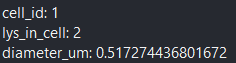 cell_id: 1
lys_in_cell: 2
diameter_um: 0.517274436801672